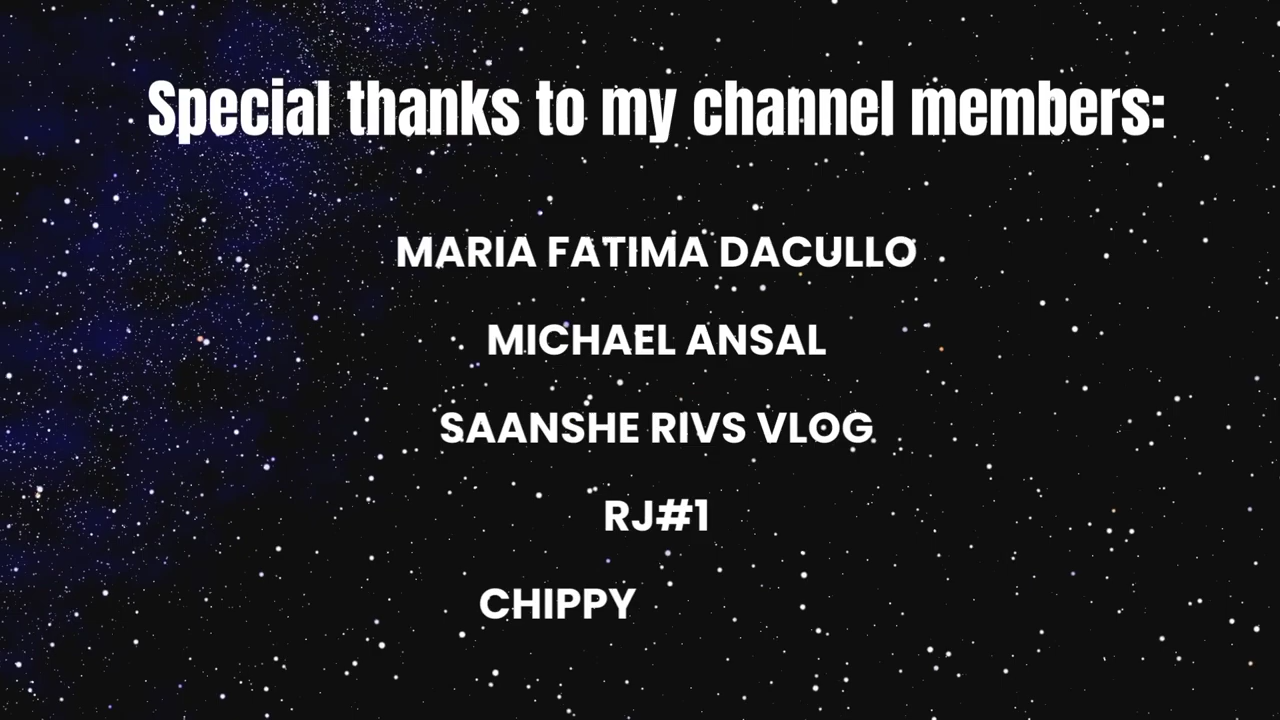 Special thanks to my channel members:
MARIA FATIMA DACULLO
MICHAEL ANSAL
SAANSHE RIVS VLOG
RJ#1
CHIPPY